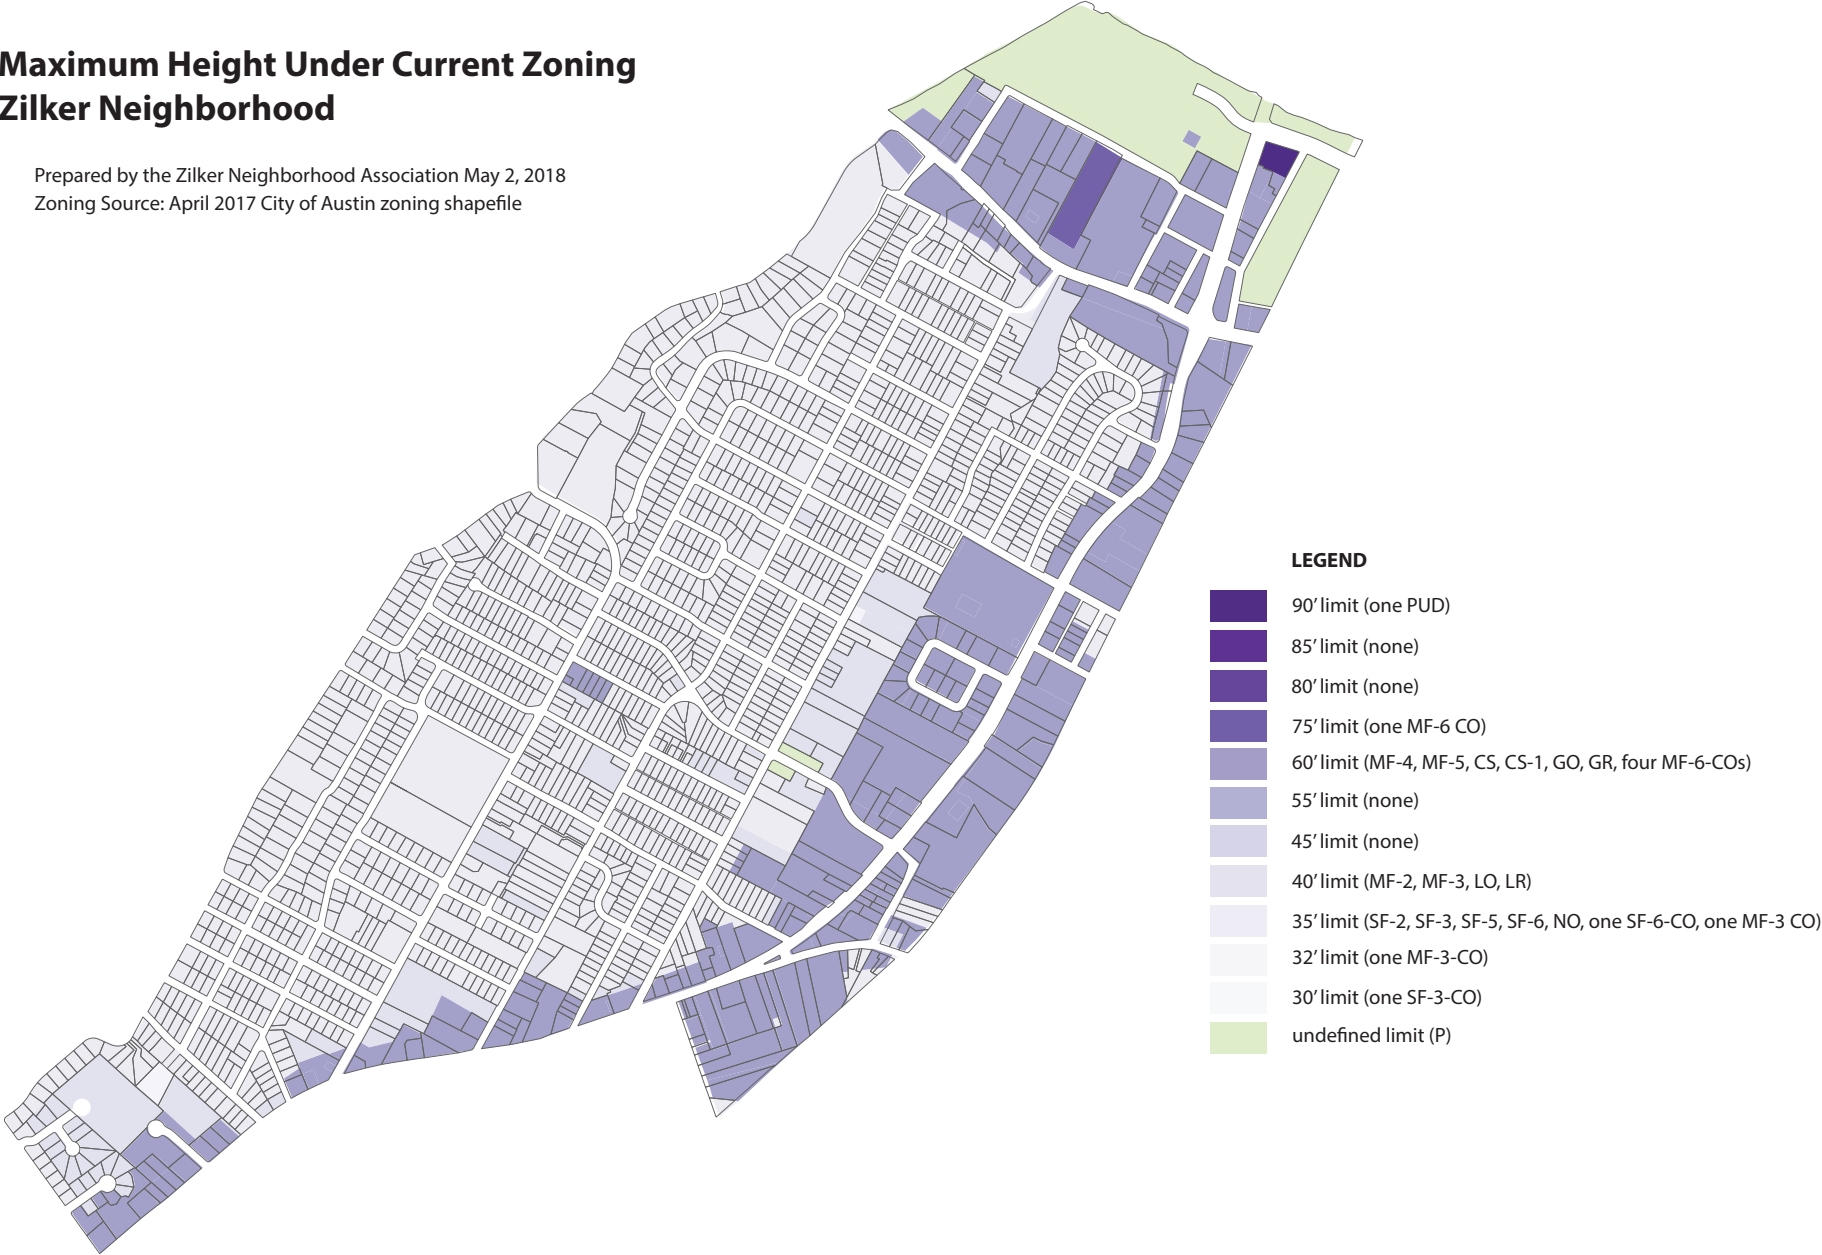 Maximum Height Under Current Zoning
Zilker Neighborhood
Prepared by the Zilker Neighborhood Association May 2, 2018
Zoning Source: April 2017 City of Austin zoning shapefile
LEGEND
90’ limit (one PUD)
85’ limit (none)
80’ limit (none)
75’ limit (one MF-6 CO)
60’ limit (MF-4, MF-5, CS, CS-1, GO, GR, four MF-6-COs)
55’ limit (none)
45’ limit (none)
40’ limit (MF-2, MF-3, LO, LR)
35’ limit (SF-2, SF-3, SF-5, SF-6, NO, one SF-6-CO, one MF-3 CO)
32’ limit (one MF-3-CO)
30’ limit (one SF-3-CO)
undefined limit (P)